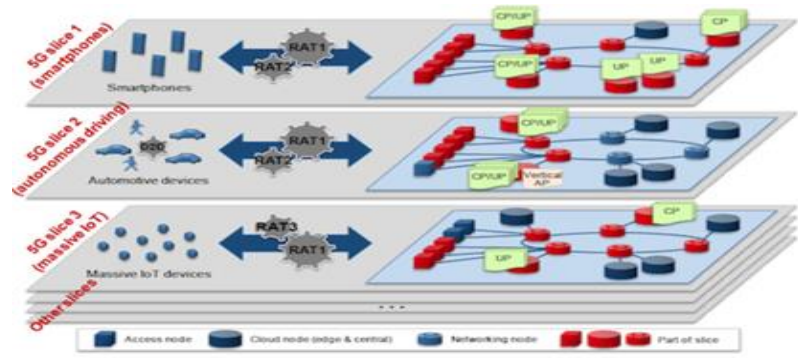 5G slice 1
(smartphones)
Smartphones
RAT1
RAT2
CP/UP
CP/UP
UP
UP
CP
5G slice 2
(autonomous driving)
D2D
Automotive devices
RAT1
RAT2
CP/UP
CP/UP
Vertical
AP
5G slice 3
(massive IoT)
Massive IoT devices
RAT3
RAT1
UP
CP
Other slices
...
Access node
Cloud node (edge & central)
Networking node
Part of slice